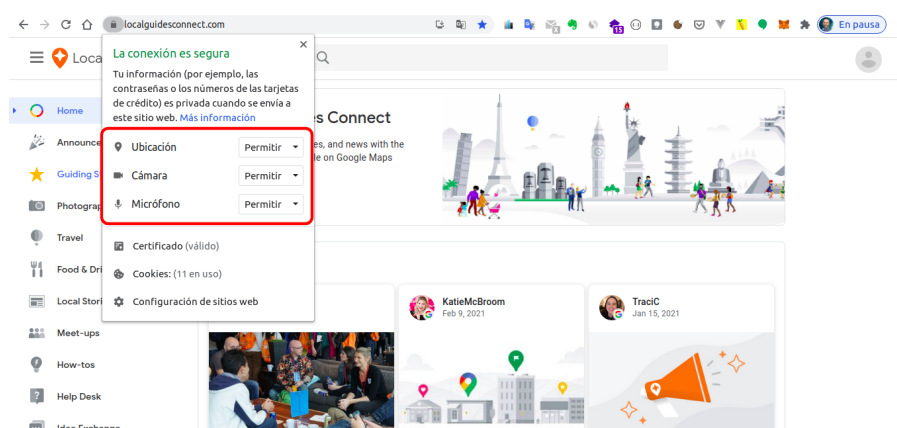 localguidesconnect.com
En pausa
Loca
La conexión es segura
Tu información (por ejemplo, las
contraseñas o los números de las tarjetas
de crédito) es privada cuando se envía a
este sitio web. Más información
Ubicación Permitir
Cámara Permitir
Micrófono Permitir
Certificado (válido)
Cookies: (11 en uso)
Configuración de sitios web
Home
Announce
Guiding S
Photograp
Travel
Food & Dri
Local Stori
Meet-ups
How-tos
Help Desk
Idea Exchange
s Connect
es, and news with the
le on Google Maps
KatieMcBroom
Feb 9, 2021
TraciC
Jan 15, 2021
10